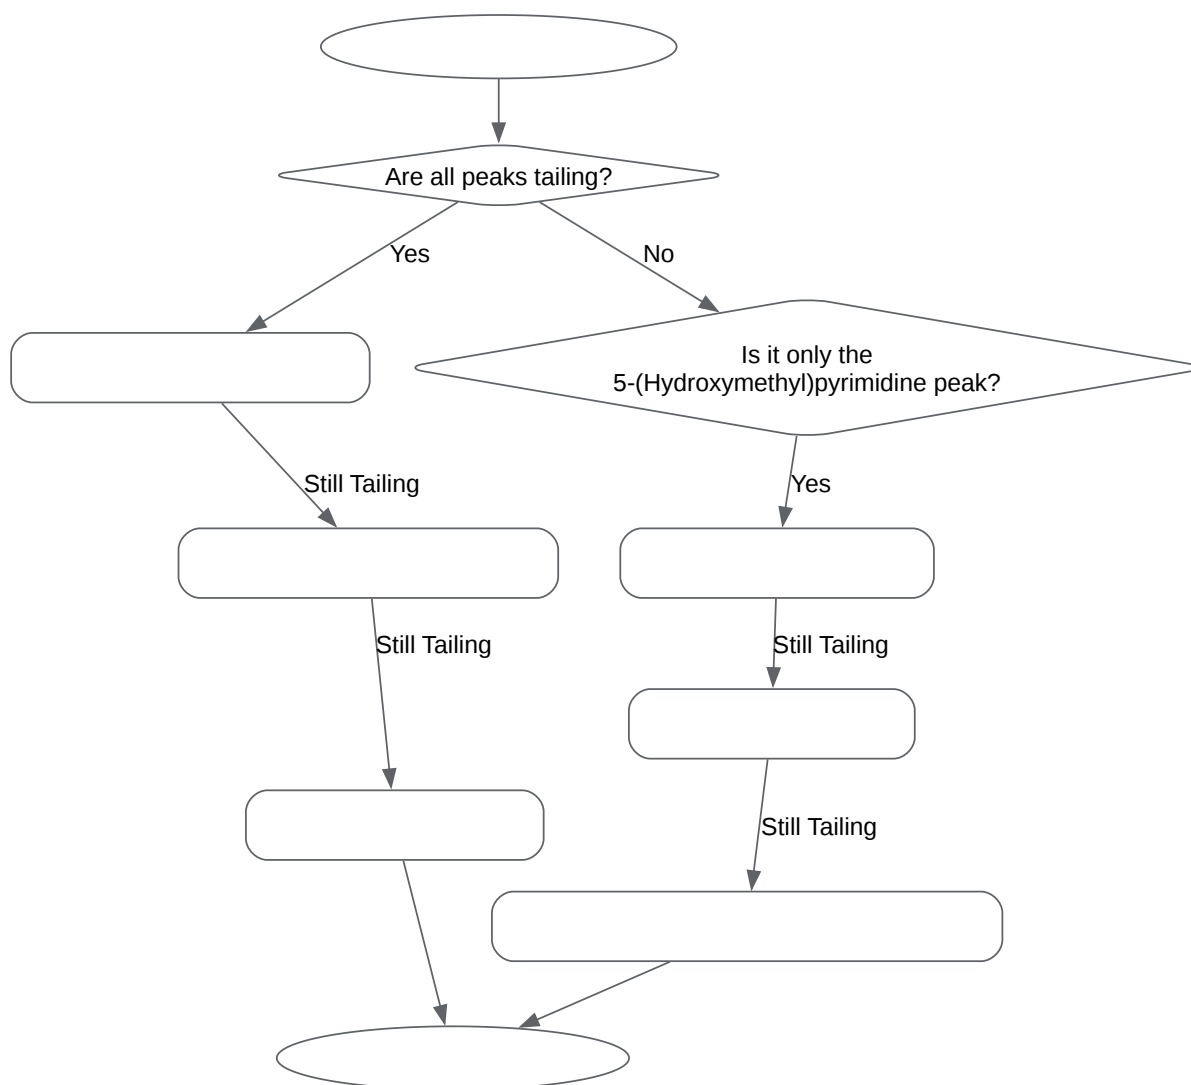 Are all peaks tailing?
Yes
No
Is it only the
5-(Hydroxymethyl)pyrimidine peak?
Still Tailing
Yes
Still Tailing
Still Tailing
Still Tailing